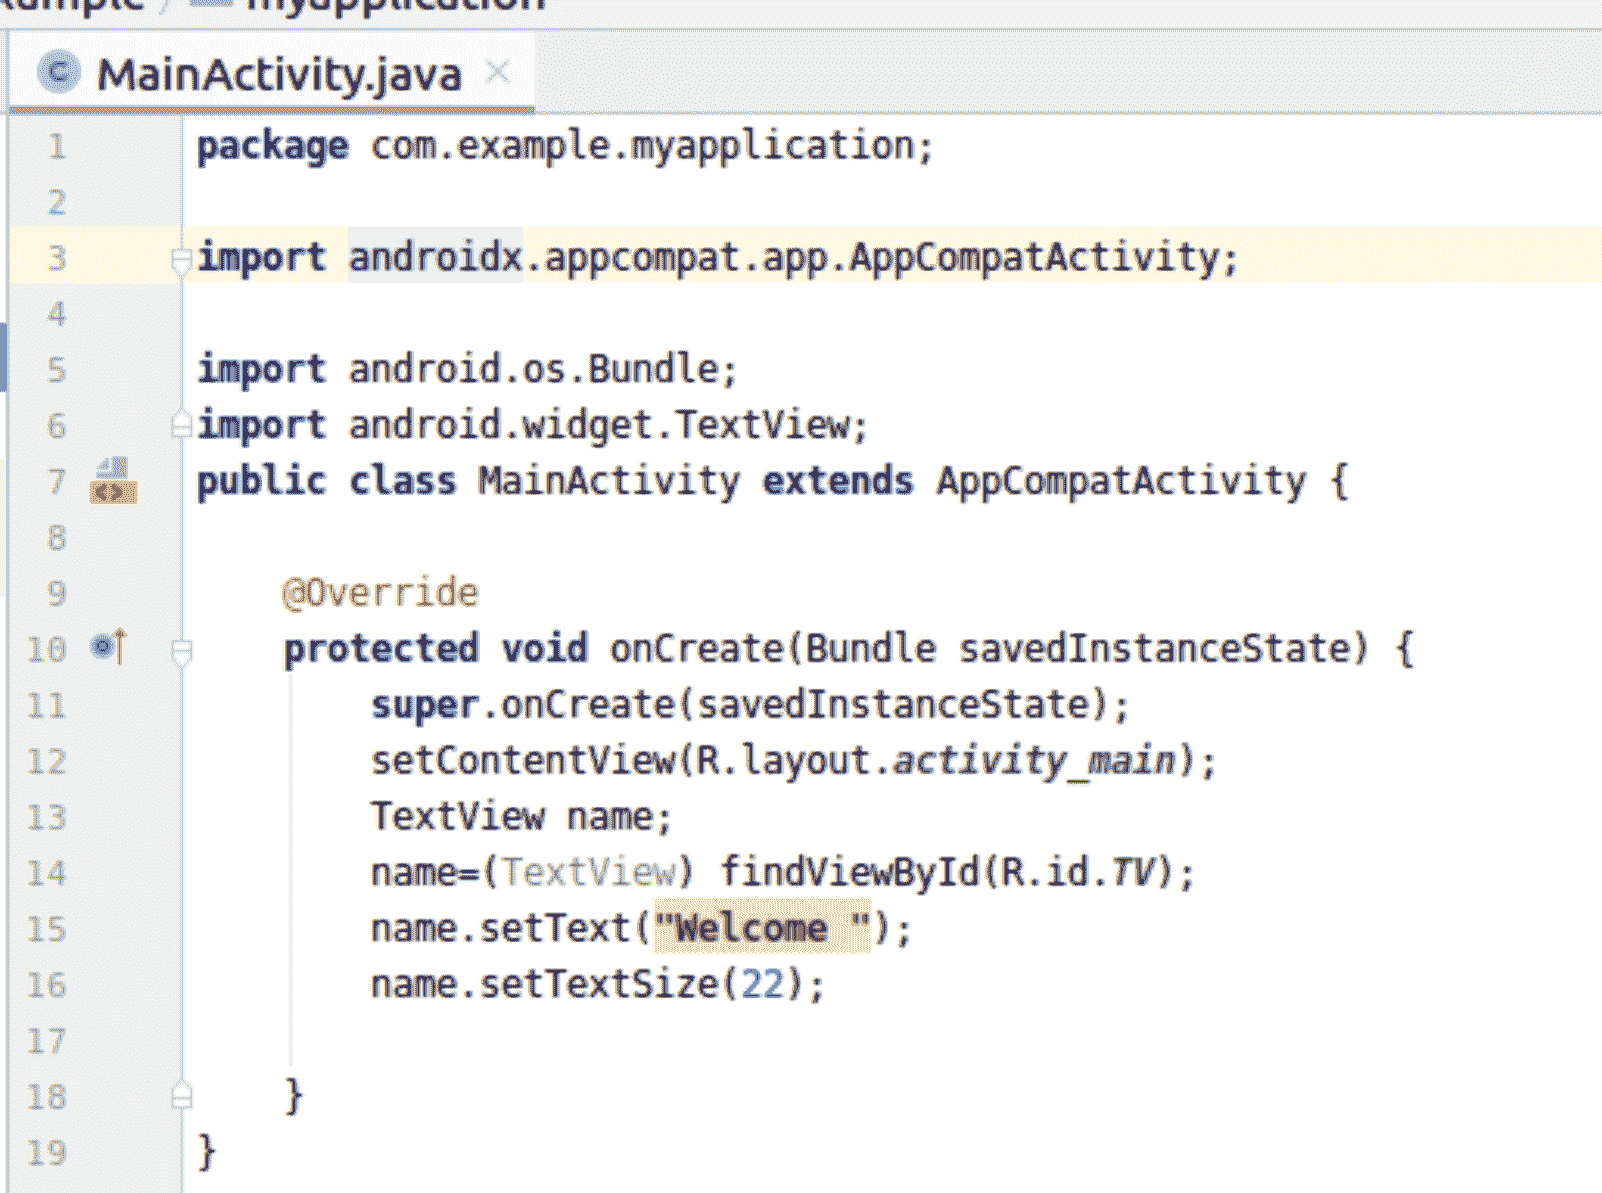 myapplication
C MainActivity.java ×
1 package com.example.myapplication;
2
3 import androidx.appcompat.app.AppCompatActivity;
4
5 import android.os.Bundle;
6 import android.widget.TextView;
7 <> public class MainActivity extends AppCompatActivity {
8
9 @Override
10 protected void onCreate(Bundle savedInstanceState) {
11 super.onCreate(savedInstanceState);
12 setContentView(R.layout.activity_main);
13 TextView name;
14 name=(TextView) findViewById(R.id.TV);
15 name.setText("Welcome ");
16 name.setTextSize(22);
17
18 }
19 }